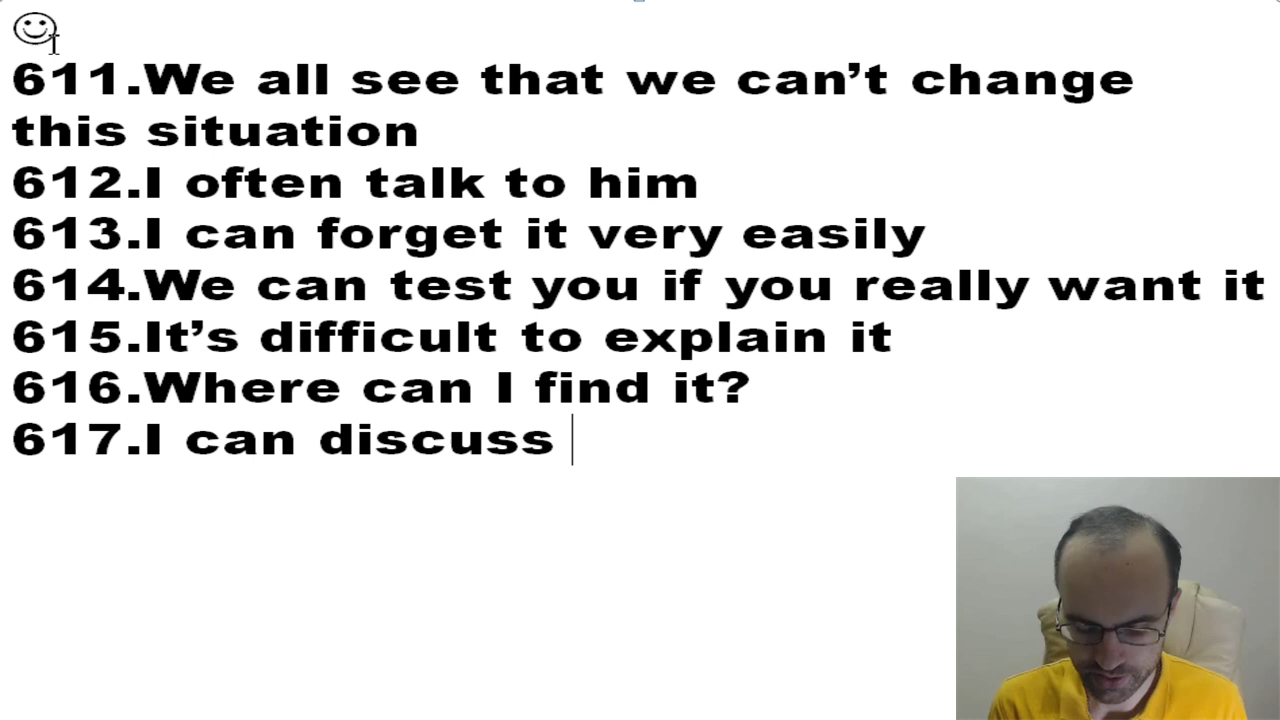 611.We all see that we can’t change
this situation
612.I often talk to him
613.I can forget it very easily
614.We can test you if you really want it
615.It’s difficult to explain it
616.Where can I find it?
617.I can discuss